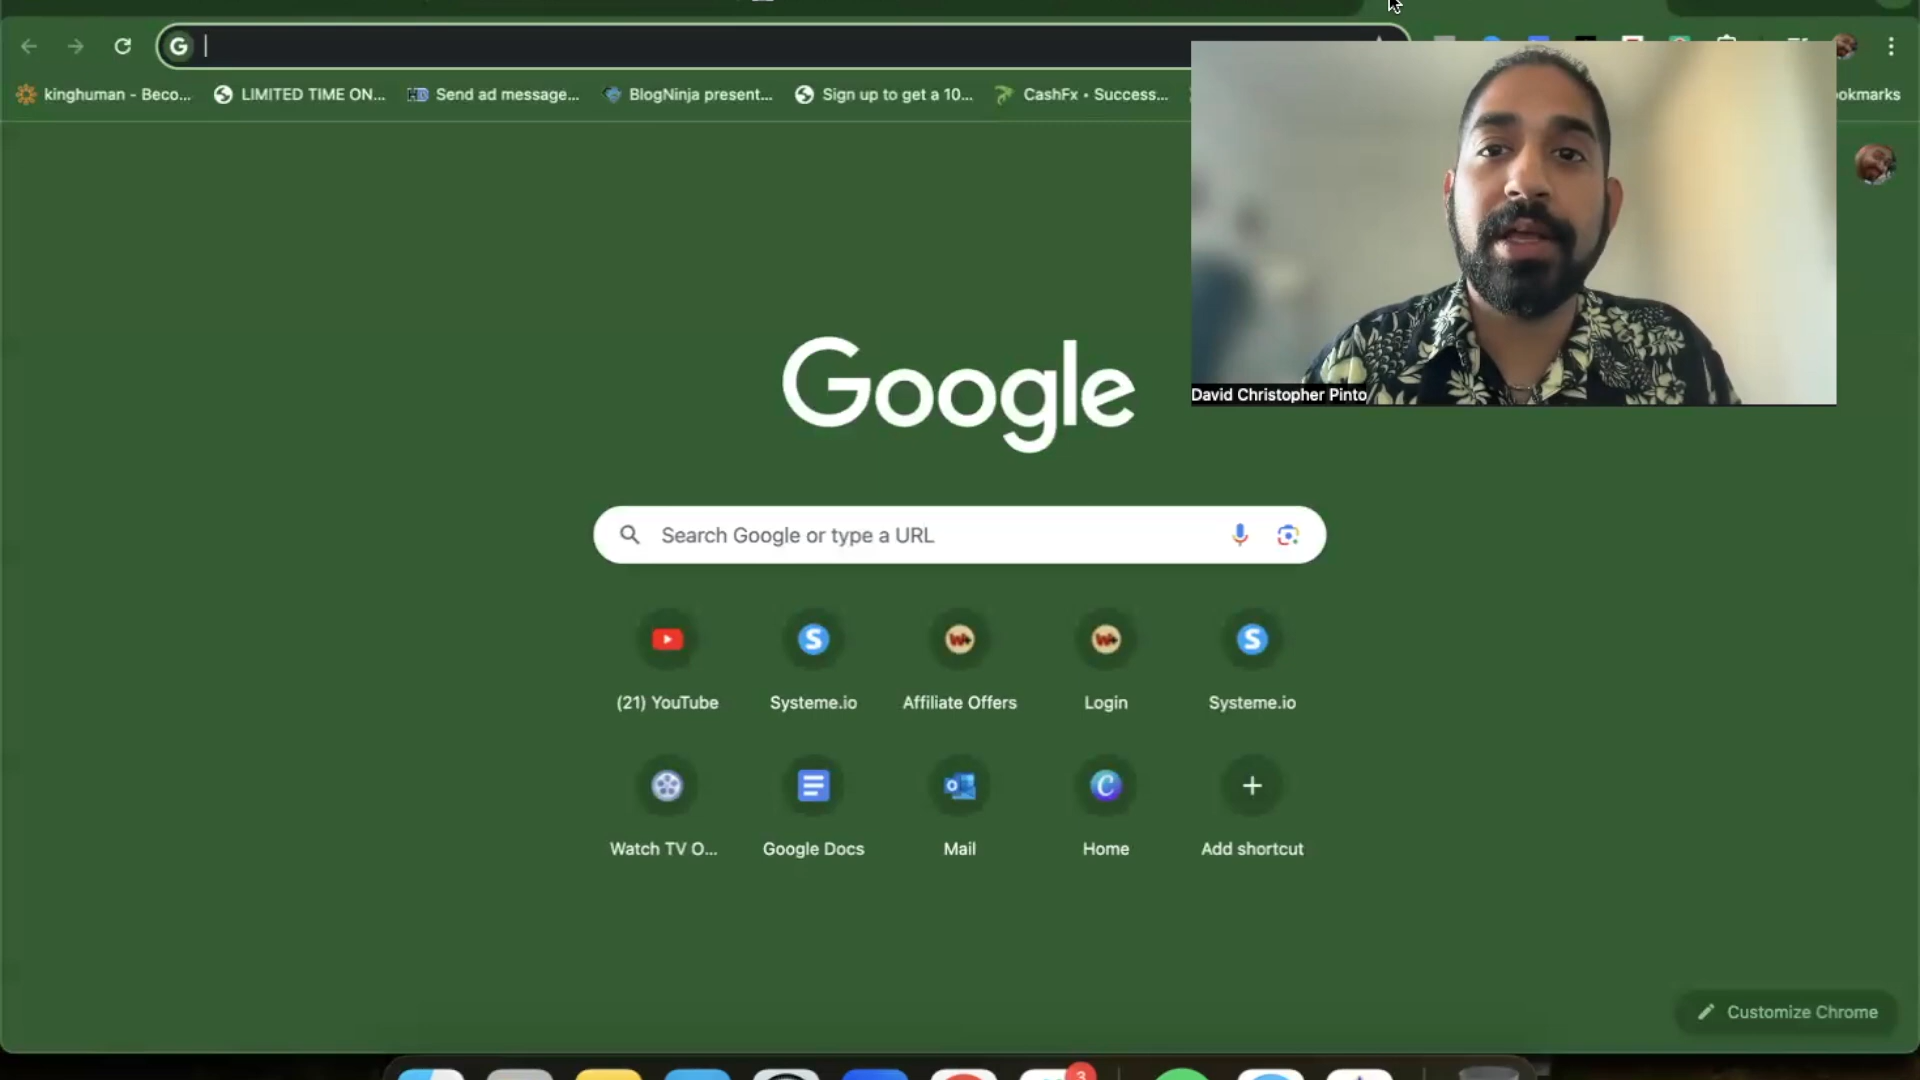 kinghuman - Beco...
LIMITED TIME ON...
Send ad message...
BlogNinja present...
Sign up to get a 10...
CashFx • Success...
ookmarks
David Christopher Pinto
Google
Search Google or type a URL
(21) YouTube
Systeme.io
Affiliate Offers
Login
Systeme.io
Watch TV O...
Google Docs
Mail
Home
Add shortcut
Customize Chrome
3